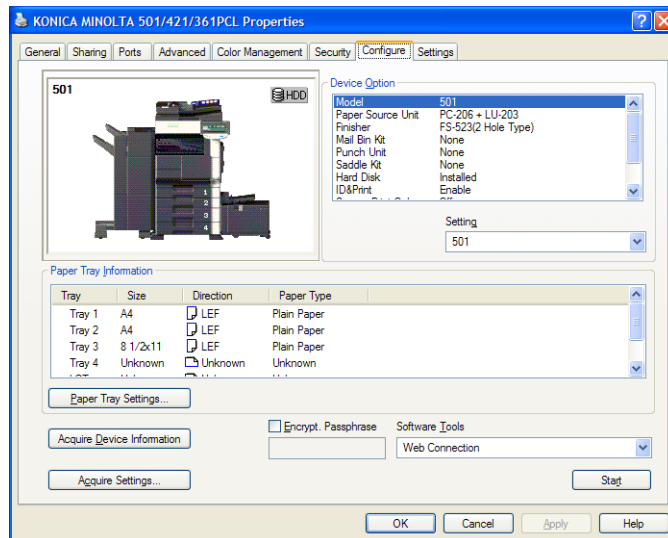 KONICA MINOLTA 501/421/361PCL Properties
General Sharing Ports Advanced Color Management Security Configure Settings
501
HDD
1
2
3
4
Device Option
Model 501
Paper Source Unit PC-206 + LU-203
Finisher FS-523(2 Hole Type)
Mail Bin Kit None
Punch Unit None
Saddle Kit None
Hard Disk Installed
ID&Print Enable
Setting
501
Paper Tray Information
Tray Size Direction Paper Type
Tray 1 A4 LEF Plain Paper
Tray 2 A4 LEF Plain Paper
Tray 3 8 1/2x11 LEF Plain Paper
Tray 4 Unknown Unknown Unknown
Paper Tray Settings...
Acquire Device Information
Encrypt. Passphrase
Software Tools
Web Connection
Acquire Settings...
Start
OK Cancel Apply Help